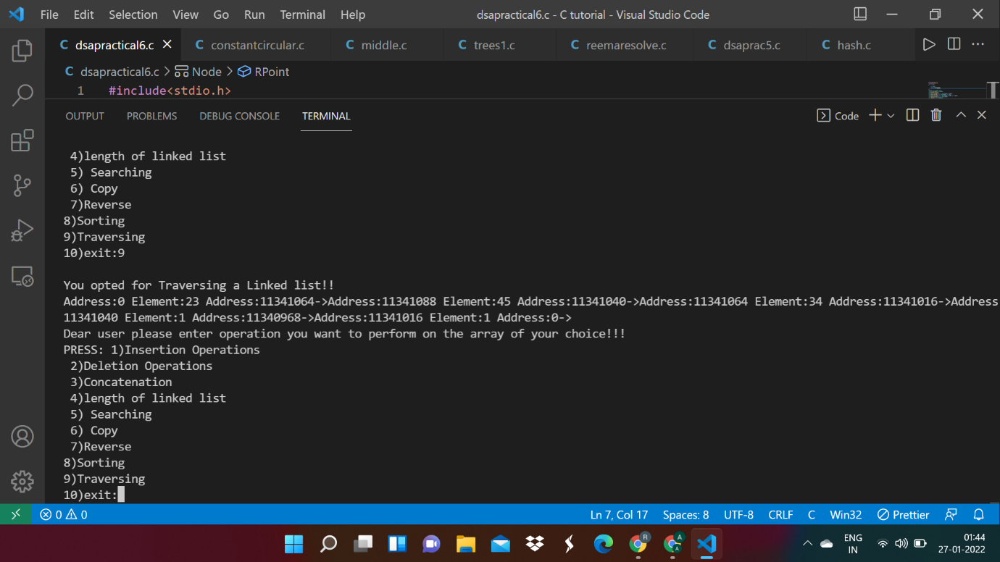 File Edit Selection View Go Run Terminal Help dsapractical6.c - C tutorial - Visual Studio Code
C dsapractical6.c C constantcircular.c C middle.c C trees1.c C reemaresolve.c C dsaprac5.c C hash.c
C dsapractical6.c > Node > RPoint
1 #include<stdio.h>
OUTPUT PROBLEMS DEBUG CONSOLE TERMINAL Code
4)length of linked list
5) Searching
6) Copy
7)Reverse
8)Sorting
9)Traversing
10)exit:9
You opted for Traversing a Linked list!!
Address:0 Element:23 Address:11341064->Address:11341088 Element:45 Address:11341040->Address:11341064 Element:34 Address:11341016->Address
11341040 Element:1 Address:11340968->Address:11341016 Element:1 Address:0->
Dear user please enter operation you want to perform on the array of your choice!!!
PRESS: 1)Insertion Operations
2)Deletion Operations
3)Concatenation
4)length of linked list
5) Searching
6) Copy
7)Reverse
8)Sorting
9)Traversing
10)exit:
0 0 Ln 7, Col 17 Spaces: 8 UTF-8 CRLF C Win32 Prettier
R A A ENG 01:44
IN 27-01-2022